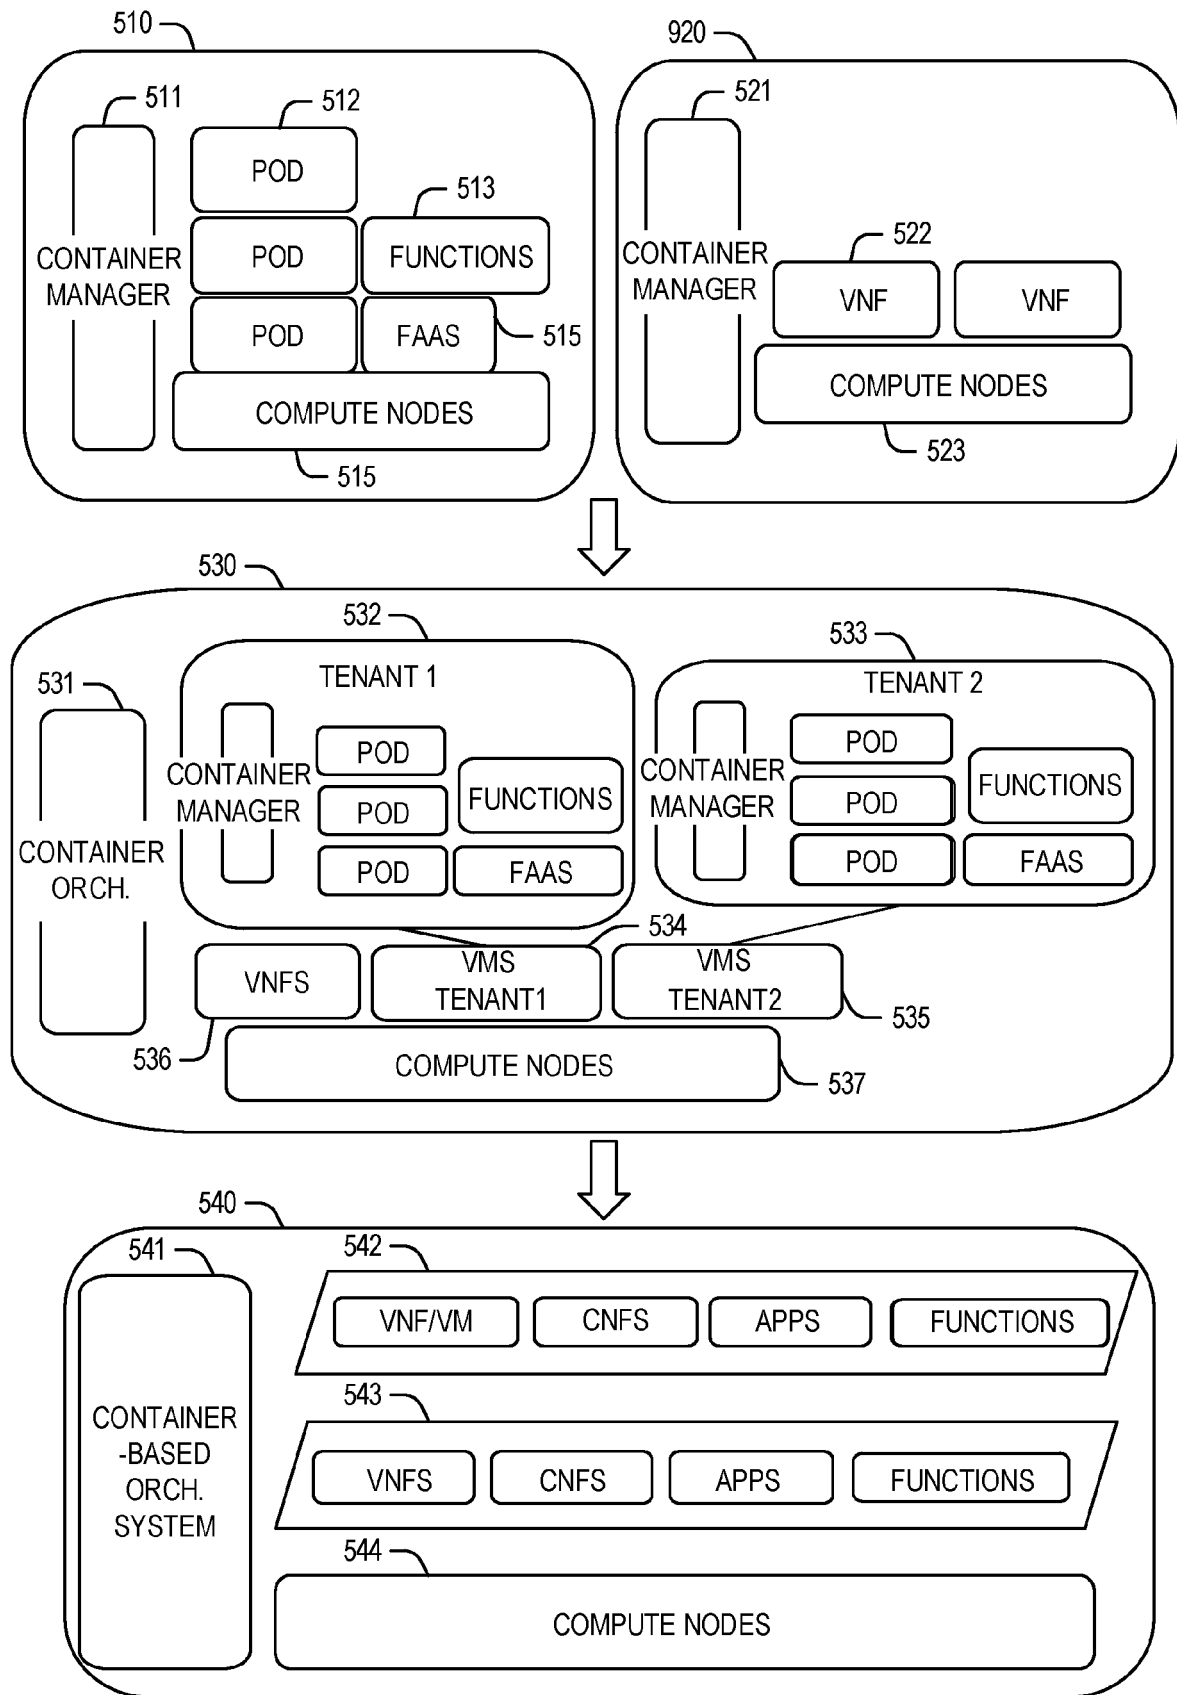 510
920
511
512
521
POD
513
CONTAINER
MANAGER
POD
FUNCTIONS
CONTAINER
MANAGER
522
VNF
VNF
POD
FAAS
515
COMPUTE NODES
COMPUTE NODES
515
523
530
532
533
531
TENANT 1
TENANT 2
POD
POD
CONTAINER
MANAGER
FUNCTIONS
CONTAINER
MANAGER
FUNCTIONS
POD
POD
CONTAINER
ORCH.
POD
FAAS
POD
FAAS
534
VNFS
VMS
TENANT1
VMS
TENANT2
535
536
COMPUTE NODES
537
540
541
542
VNF/VM
CNFS
APPS
FUNCTIONS
543
CONTAINER
-BASED
ORCH.
SYSTEM
VNFS
CNFS
APPS
FUNCTIONS
544
COMPUTE NODES